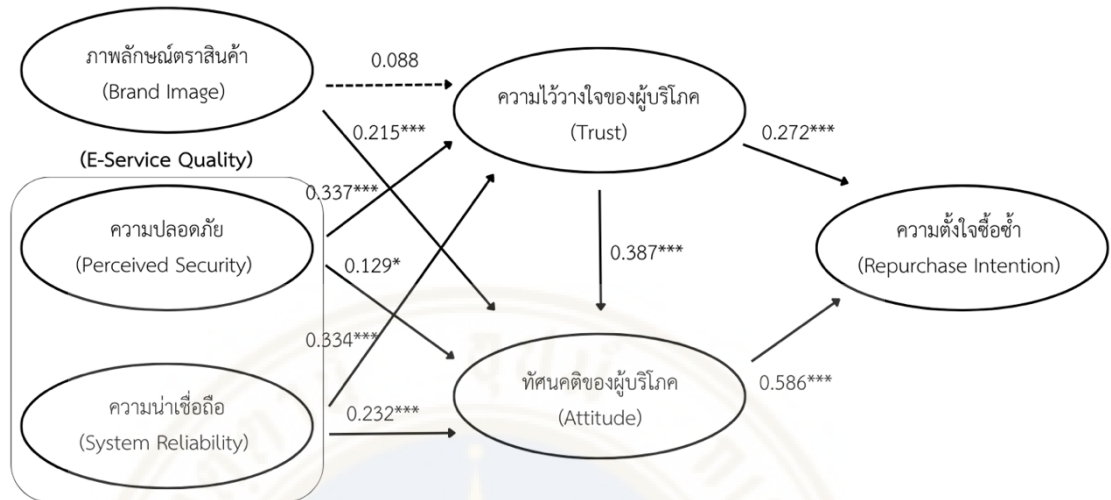 ภาพลักษณ์ตราสินค้า
(Brand Image)
0.088
ความไว้วางใจของผู้บริโภค
(Trust)
0.215***
0.272***
(E-Service Quality)
0.337***
ความปลอดภัย
(Perceived Security)
0.129*
0.387***
ความตั้งใจซื้อซ้ำ
(Repurchase Intention)
0.334***
ทัศนคติของผู้บริโภค
(Attitude)
0.586***
ความน่าเชื่อถือ
(System Reliability)
0.232***